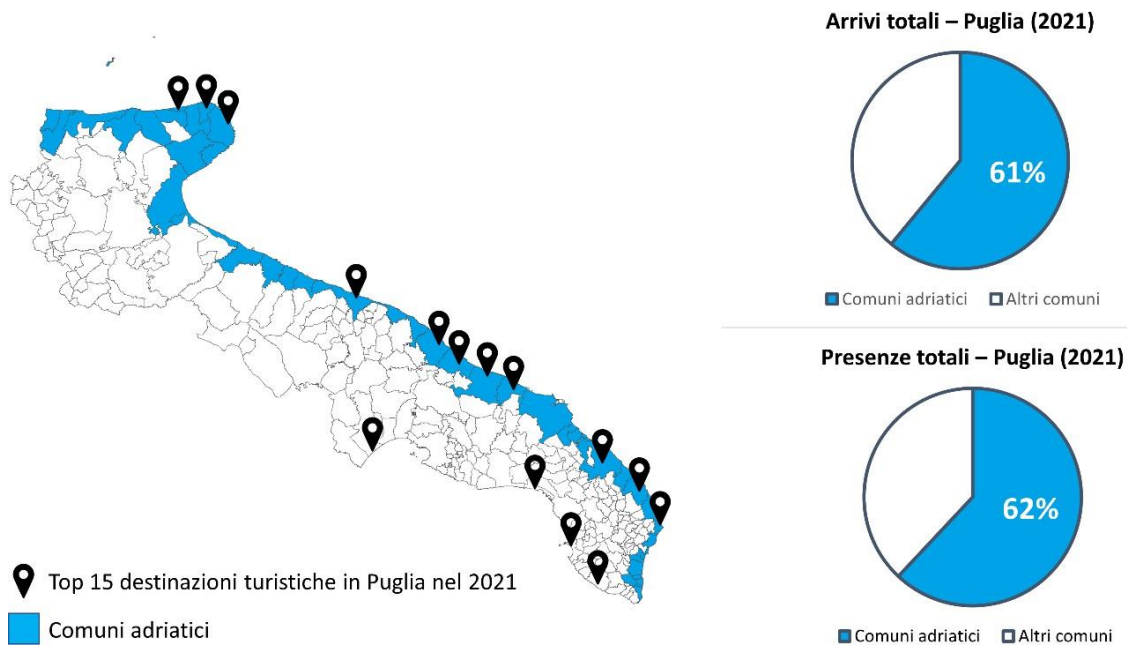 Arrivi totali – Puglia (2021)
61%
Comuni adriatici Altri comuni
Presenze totali – Puglia (2021)
62%
Comuni adriatici Altri comuni
Top 15 destinazioni turistiche in Puglia nel 2021
Comuni adriatici